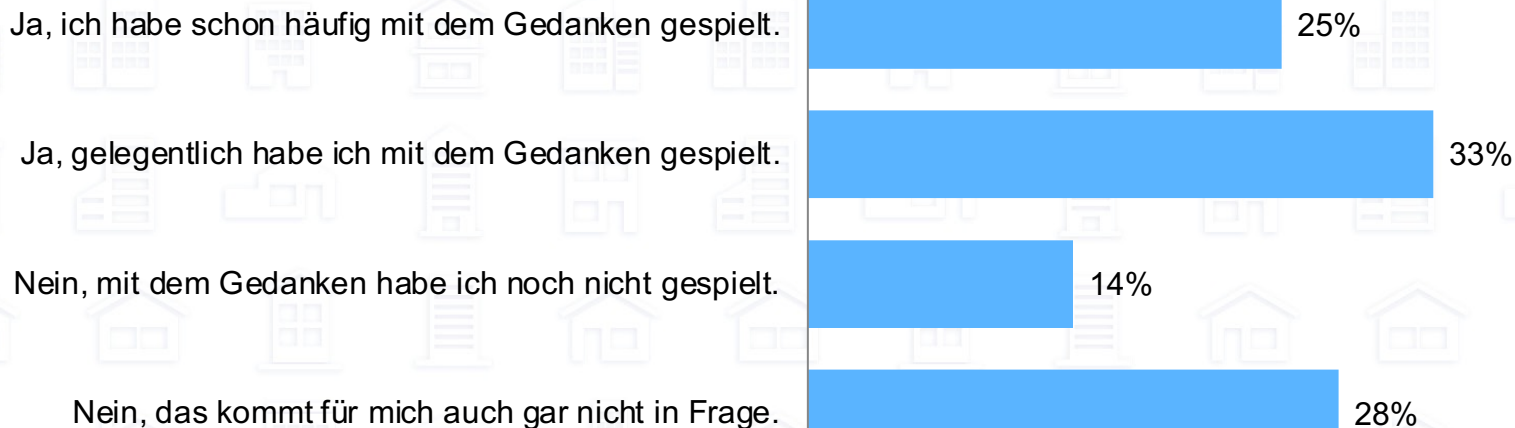 Ja, ich habe schon häufig mit dem Gedanken gespielt. 25%
Ja, gelegentlich habe ich mit dem Gedanken gespielt. 33%
Nein, mit dem Gedanken habe ich noch nicht gespielt. 14%
Nein, das kommt für mich auch gar nicht in Frage. 28%